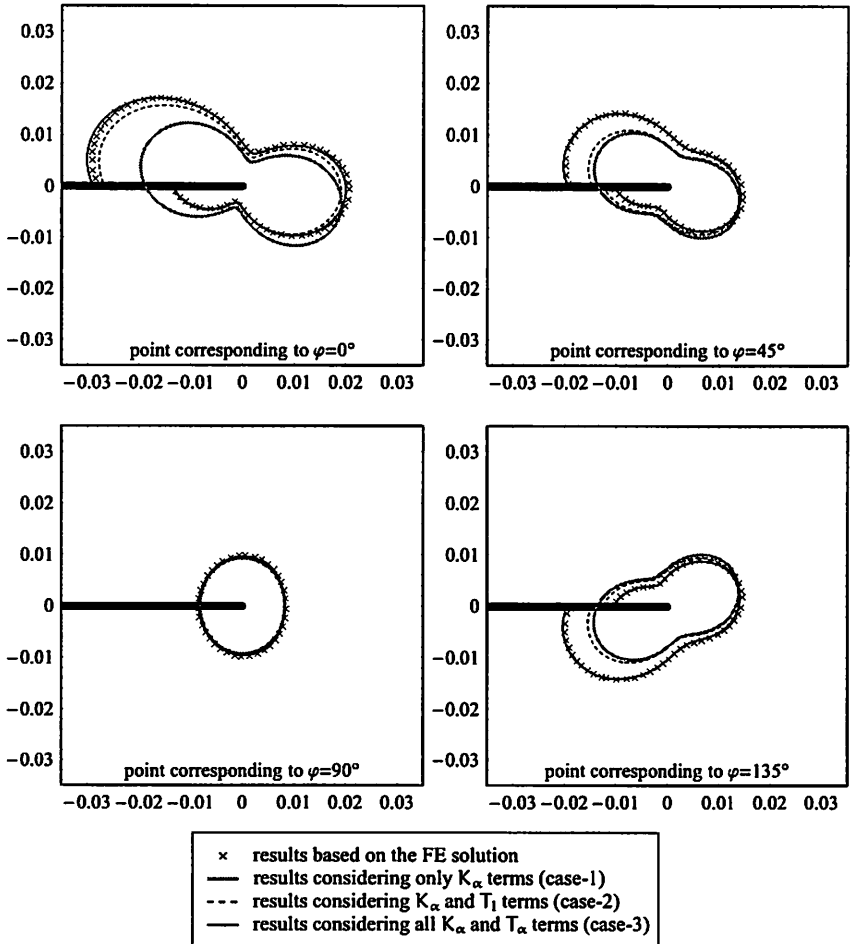 0.03
0.02
0.01
0
−0.01
−0.02
−0.03
point corresponding to φ=0°
−0.03 −0.02 −0.01 0 0.01 0.02 0.03
0.03
0.02
0.01
0
−0.01
−0.02
−0.03
point corresponding to φ=45°
−0.03 −0.02 −0.01 0 0.01 0.02 0.03
0.03
0.02
0.01
0
−0.01
−0.02
−0.03
point corresponding to φ=90°
−0.03 −0.02 −0.01 0 0.01 0.02 0.03
0.03
0.02
0.01
0
−0.01
−0.02
−0.03
point corresponding to φ=135°
−0.03 −0.02 −0.01 0 0.01 0.02 0.03
results based on the FE solution
results considering only Kα terms (case-1)
results considering Kα and T1 terms (case-2)
results considering all Kα and Tα terms (case-3)